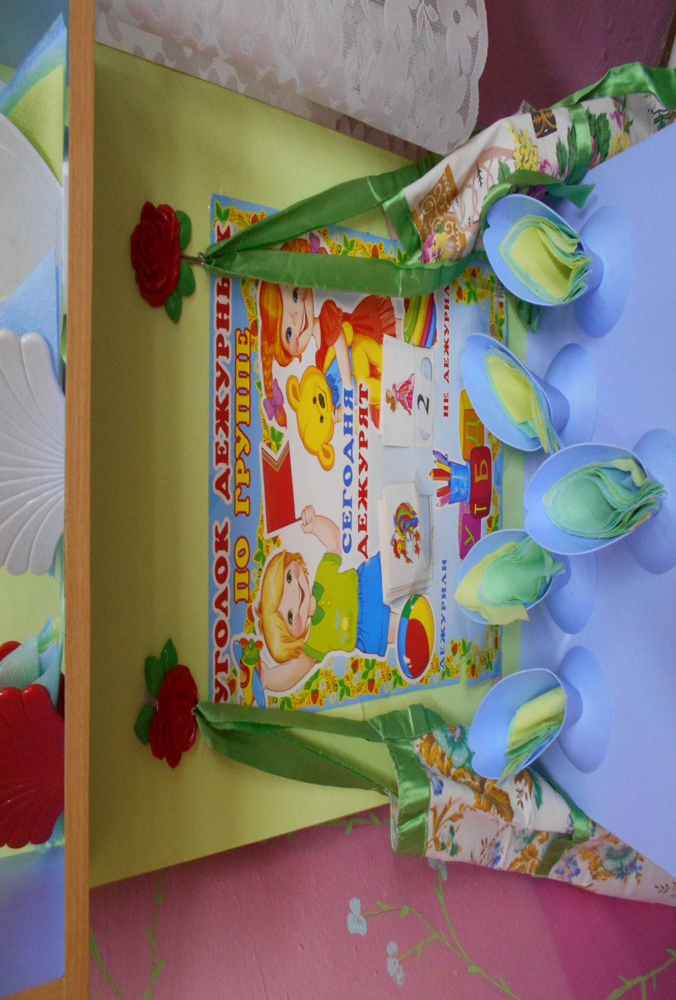 УГОЛОК ДЕЖУРНЫХ
ПО ГРУППЕ
СЕГОДНЯ
ДЕЖУРЯТ
2
ДЕЖУРИЛИ
НЕ ДЕЖУРИЛИ
У
Т
Б
Д